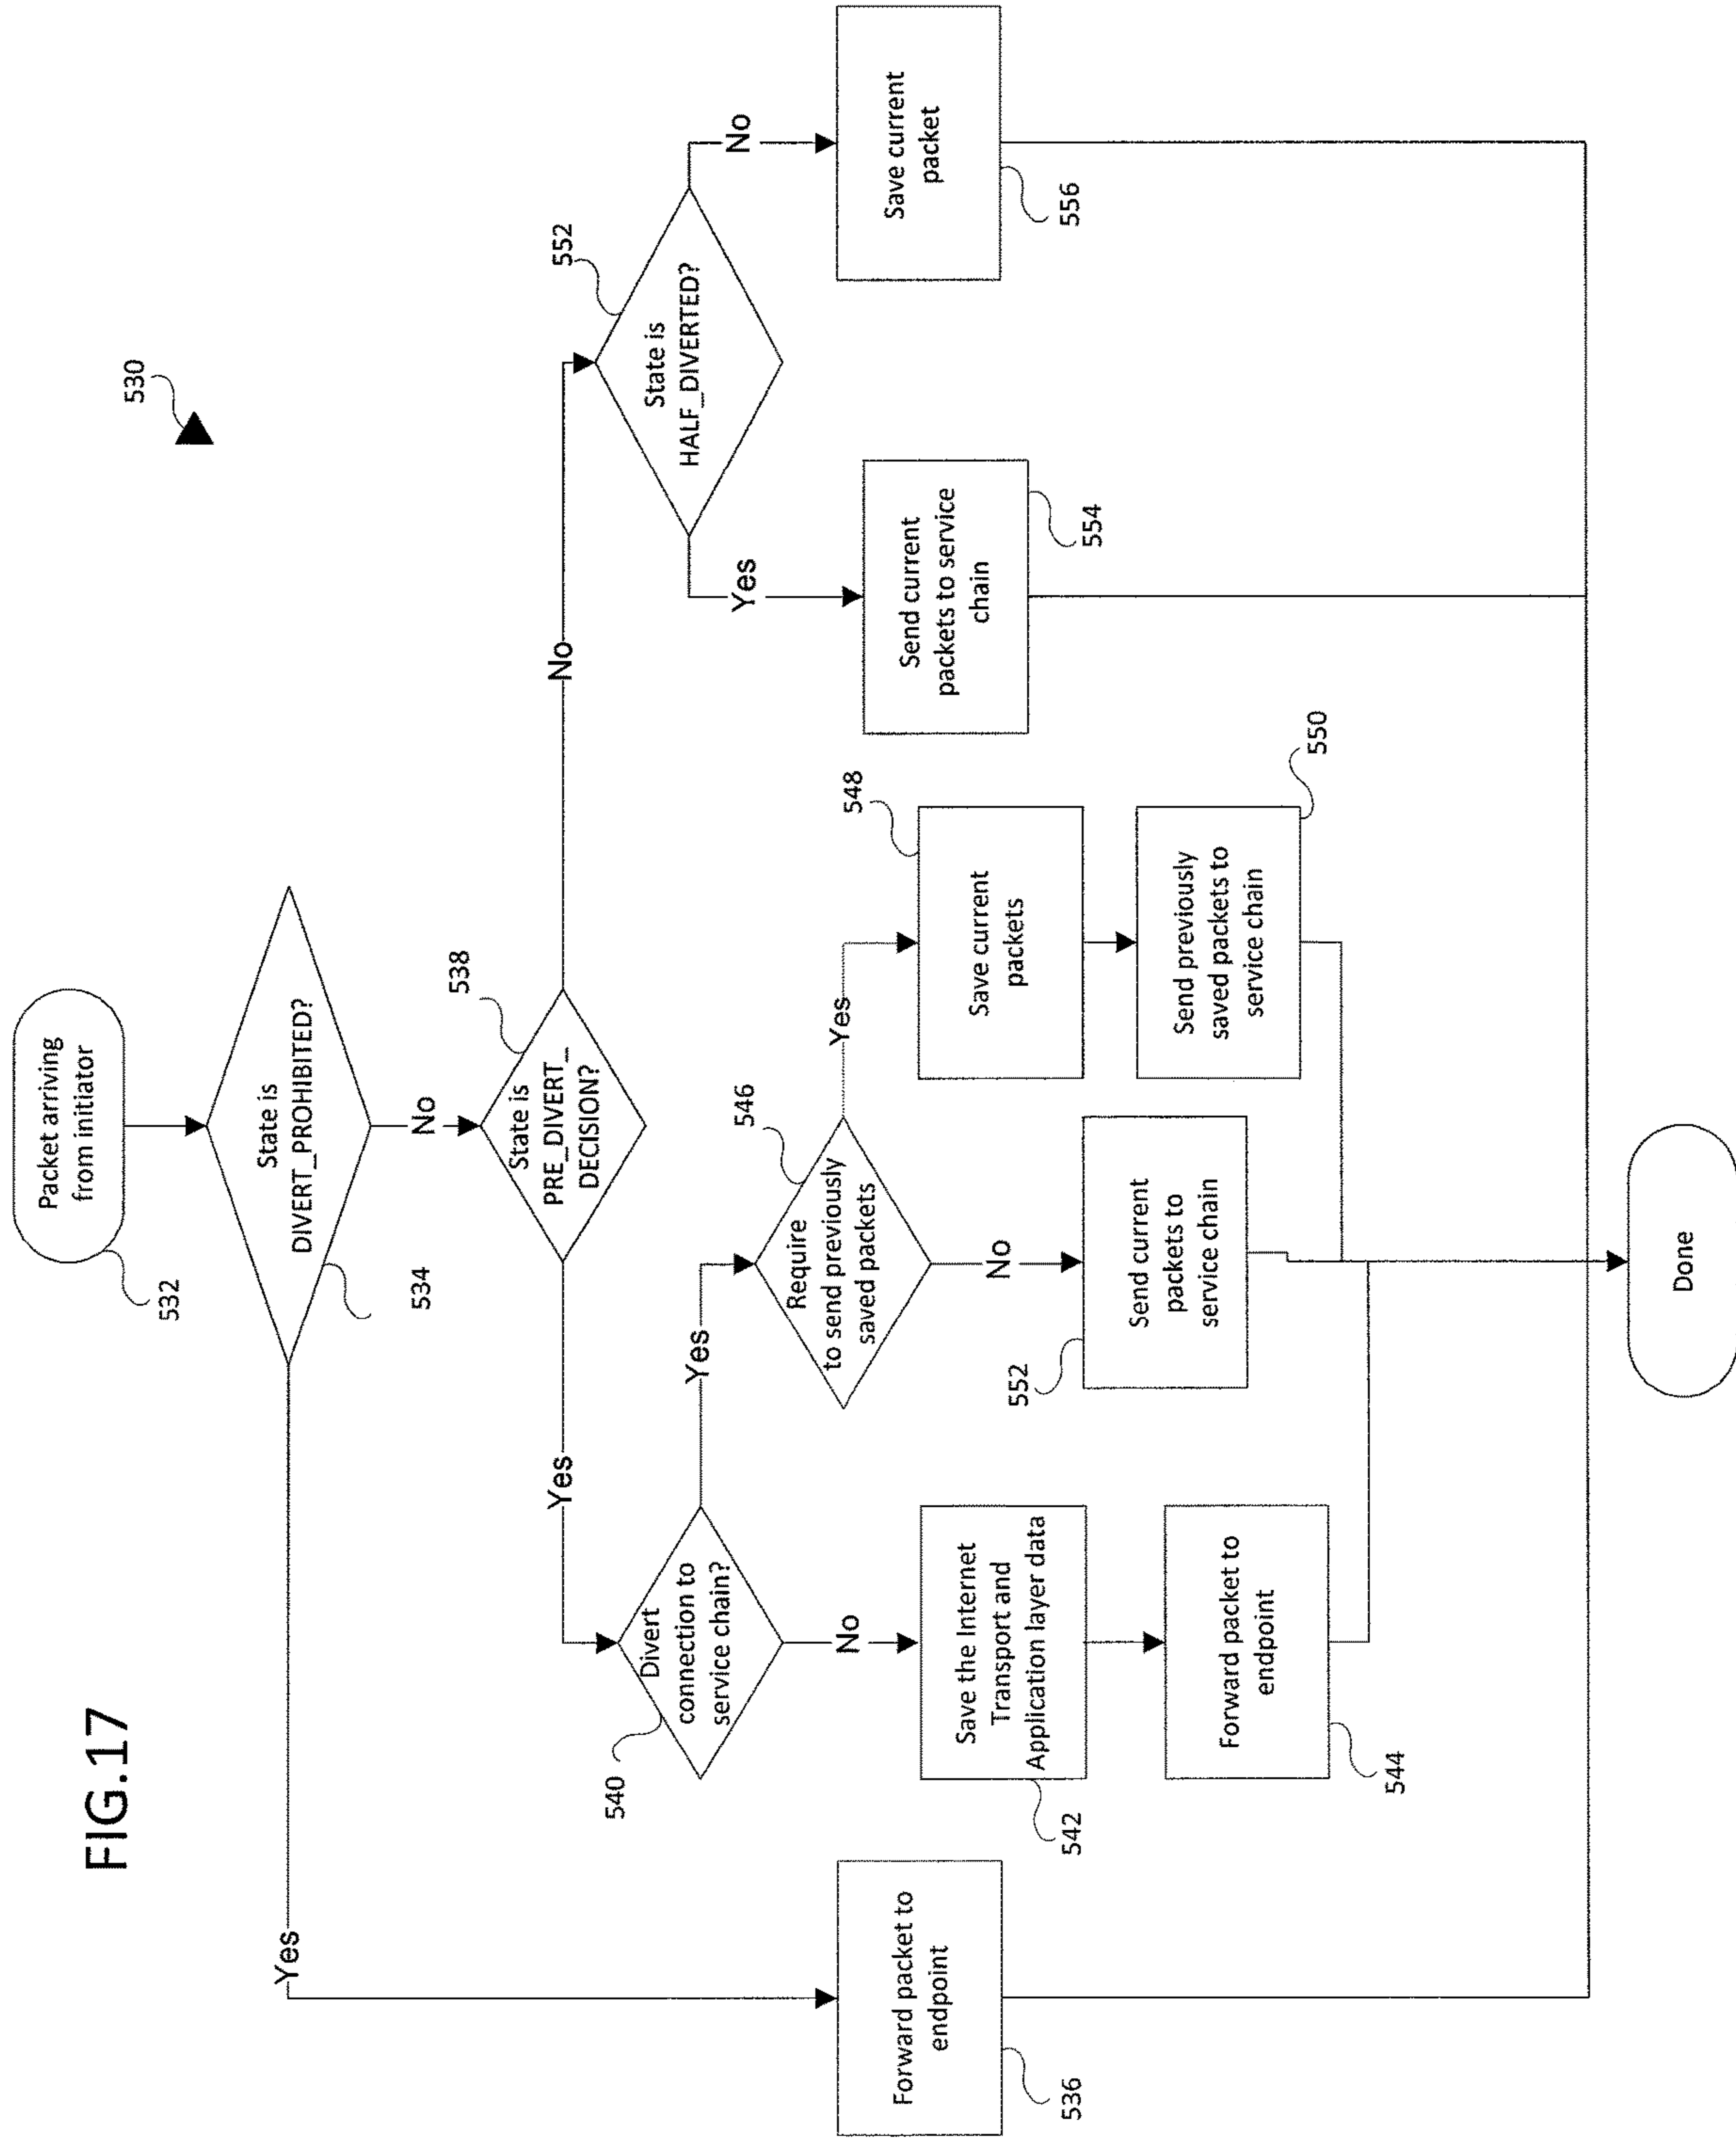 FIG.17
530
Packet arriving
from initiator
532
State is
DIVERT_PROHIBITED?
534
Yes
No
Forward packet to
endpoint
536
State is
PRE_DIVERT_
DECISION?
538
Yes
No
Divert
connection to
service chain?
540
Yes
No
Save the Internet
Transport and
Application layer data
542
Forward packet to
endpoint
544
Require
to send previously
saved packets
546
Yes
No
Save current
packets
548
Send previously
saved packets to
service chain
550
Send current
packets to
service chain
552
State is
HALF_DIVERTED?
552
Yes
No
Send current
packets to service
chain
554
Save current
packet
556
Done